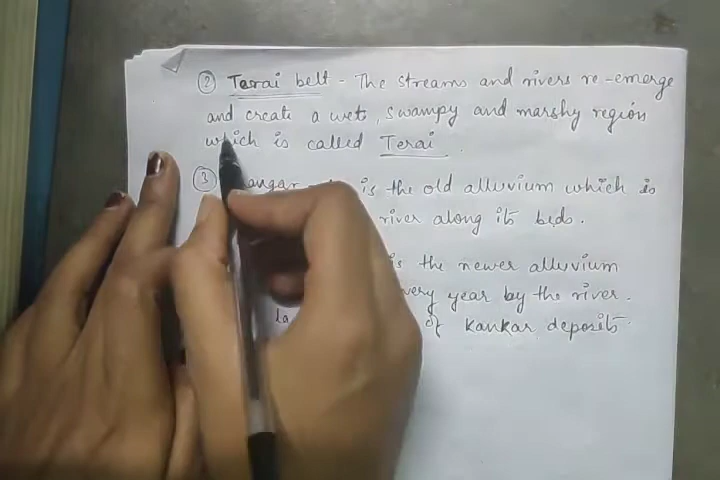 ② Terai belt - The streams and rivers re-emerge
and create a wet, swampy and marshy region
which is called Terai
③ is the old alluvium which is
river along its beds.
is the newer alluvium
very year by the river.
of kankar deposits